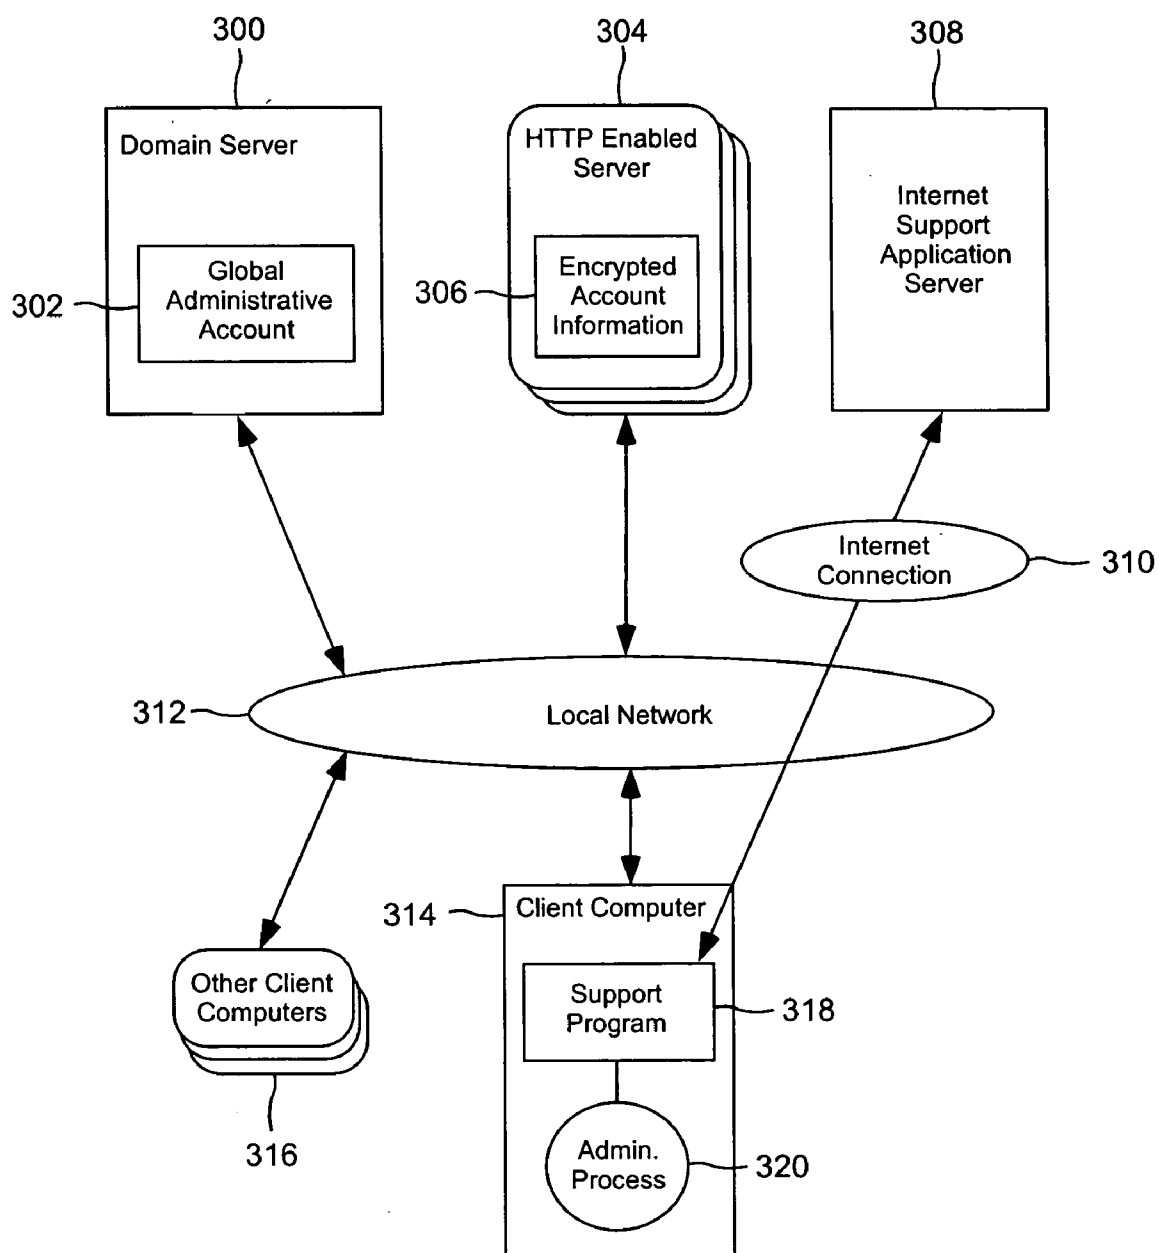 300
304
308
Domain Server
HTTP Enabled
Server
Internet
Support
Application
Server
302
Global
Administrative
Account
306
Encrypted
Account
Information
Internet
Connection
310
312
Local Network
314
Client Computer
Other Client
Computers
316
Support
Program
318
Admin.
Process
320